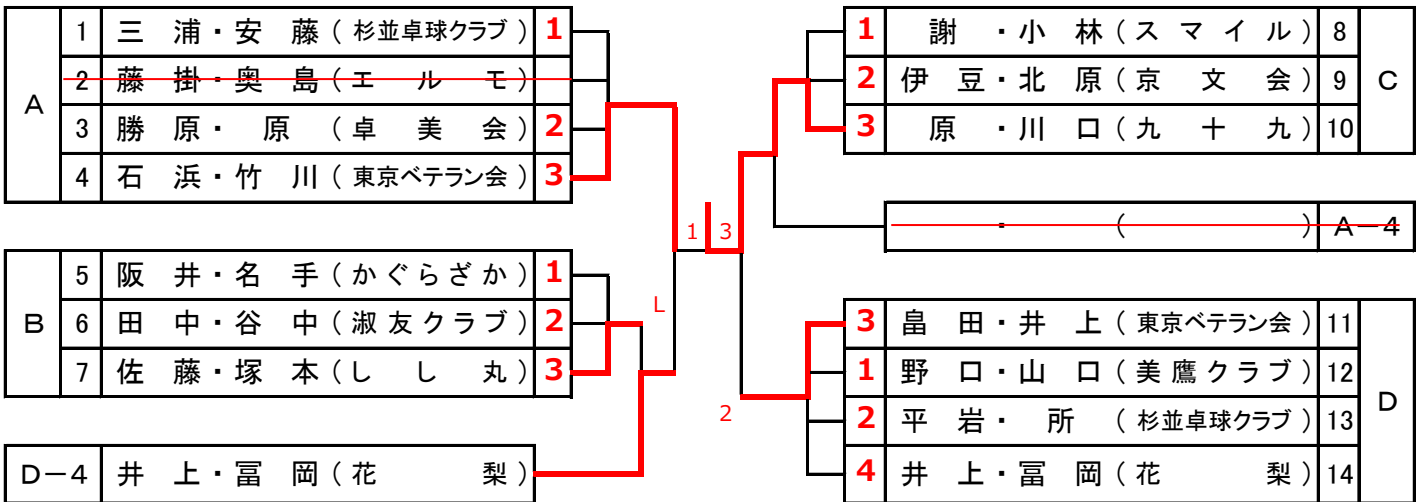 A
1 三 浦・安 藤 ( 杉並卓球クラブ ) 1
2 藤 掛・奥 島 ( エ ル モ )
3 勝 原・ 原 ( 卓 美 会 ) 2
4 石 浜・竹 川 ( 東京ベテラン会 ) 3
B
5 阪 井・名 手 ( か ぐ ら ざ か ) 1
6 田 中・谷 中 ( 淑 友 ク ラ ブ ) 2
7 佐 藤・塚 本 ( し し 丸 ) 3
D−4 井 上・冨 岡 ( 花 梨 )
L
1 3
2
1 謝 ・小 林 ( ス マ イ ル ) 8
2 伊 豆・北 原 ( 京 文 会 ) 9
3 原 ・川 口 ( 九 十 九 ) 10
C
・ ( ) A−4
3 畠 田・井 上 ( 東京ベテラン会 ) 11
1 野 口・山 口 ( 美 鷹 ク ラ ブ ) 12
2 平 岩・ 所 ( 杉並卓球クラブ ) 13
4 井 上・冨 岡 ( 花 梨 ) 14
D